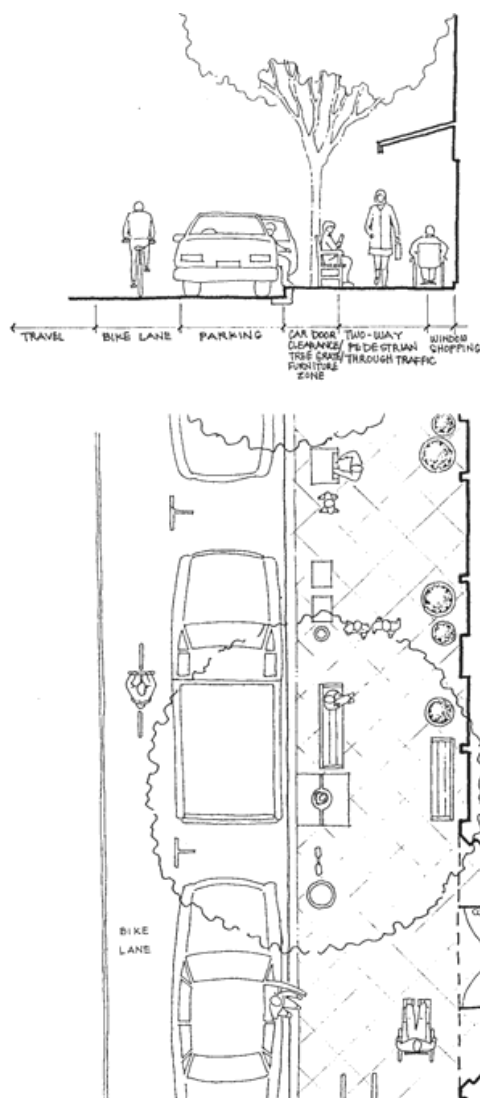 TRAVEL
BIKE LANE
PARKING
CAR DOOR
CLEARANCE/
TREE GRATE/
FURNITURE
ZONE
TWO-WAY
PEDESTRIAN
THROUGH TRAFFIC
WINDOW
SHOPPING
BIKE
LANE